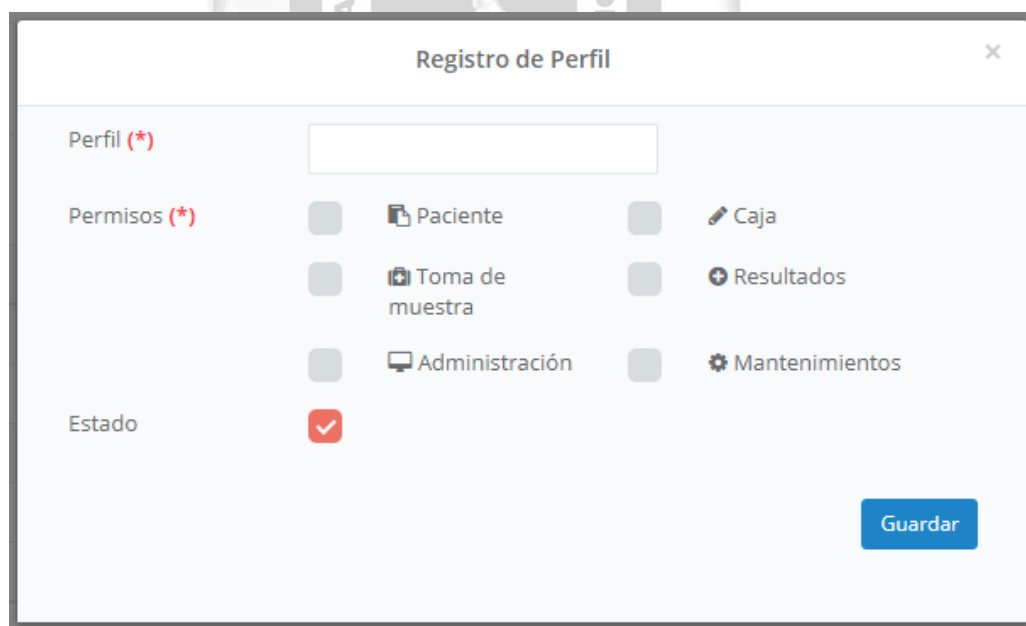 Registro de Perfil
×
Perfil (*)
Permisos (*)
Paciente
Caja
Toma de
muestra
Resultados
Administración
Mantenimientos
Estado
Guardar